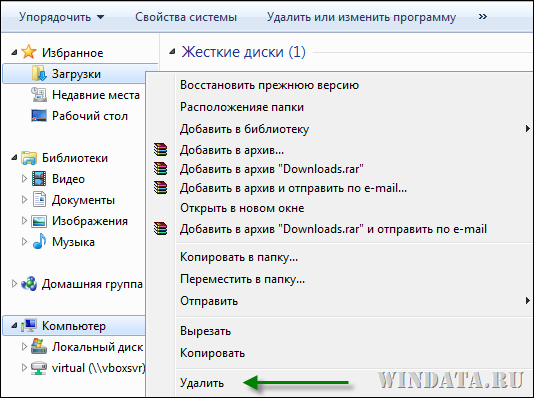 Упорядочить Свойства системы Удалить или изменить программу »
Избранное
Загрузки
Недавние места
Рабочий стол
Библиотеки
Видео
Документы
Изображения
Музыка
Домашняя группа
Компьютер
Локальный диск
virtual (\\vboxsvr)
Жесткие диски (1)
Восстановить прежнюю версию
Расположеняе папки
Добавить в библиотеку
Добавить в архив...
Добавить в архив "Downloads.rar"
Добавить в архив и отправить по e-mail...
Открыть в новом окне
Добавить в архив "Downloads.rar" и отправить по e-mail
Копировать в папку...
Переместить в папку...
Отправить
Вырезать
Копировать
Удалить
WINDATA.RU